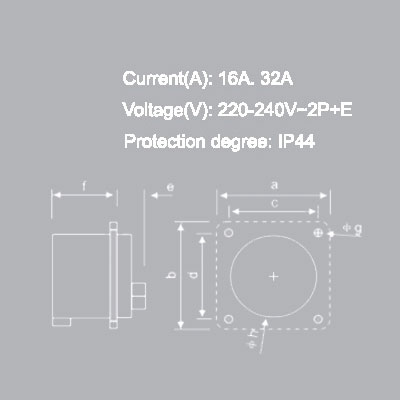 Current(A): 16A. 32A
Voltage(V): 220-240V~2P+E
Protection degree: IP44
f
e
a
c
Φg
b
d
Φh